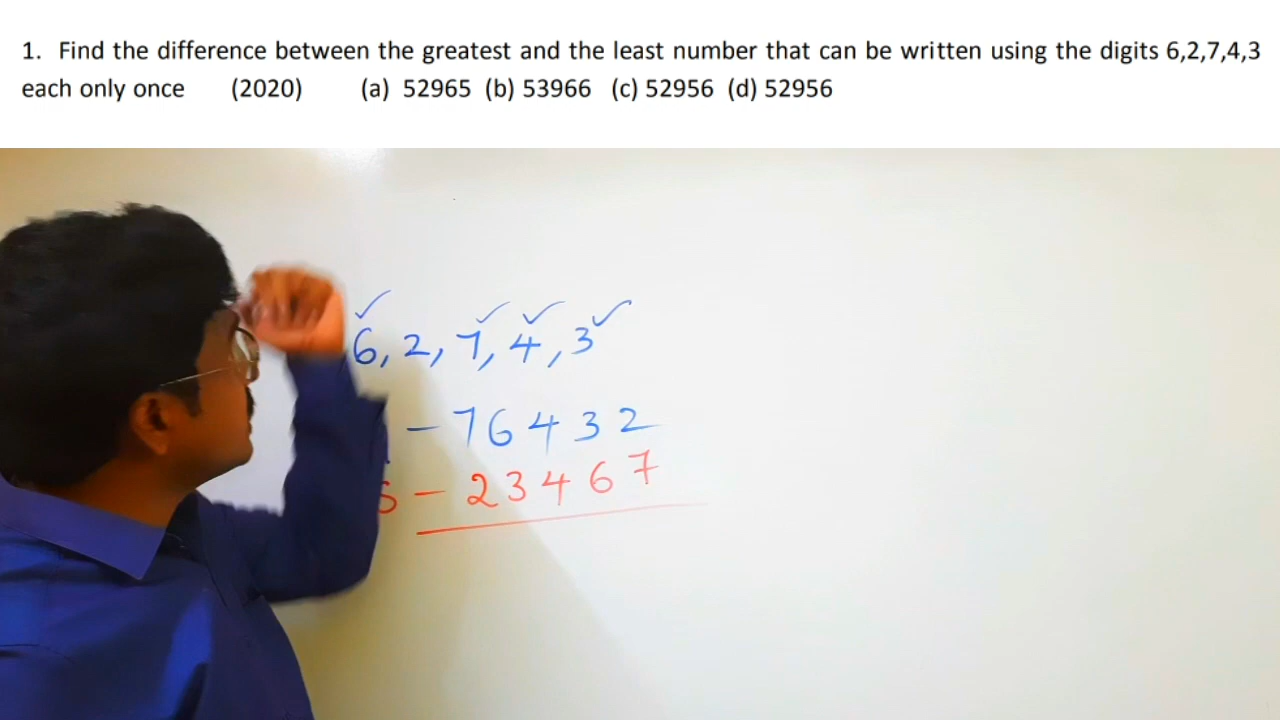 1. Find the difference between the greatest and the least number that can be written using the digits 6,2,7,4,3
each only once (2020) (a) 52965 (b) 53966 (c) 52956 (d) 52956
6, 2, 7, 4, 3
- 76432
- 23467